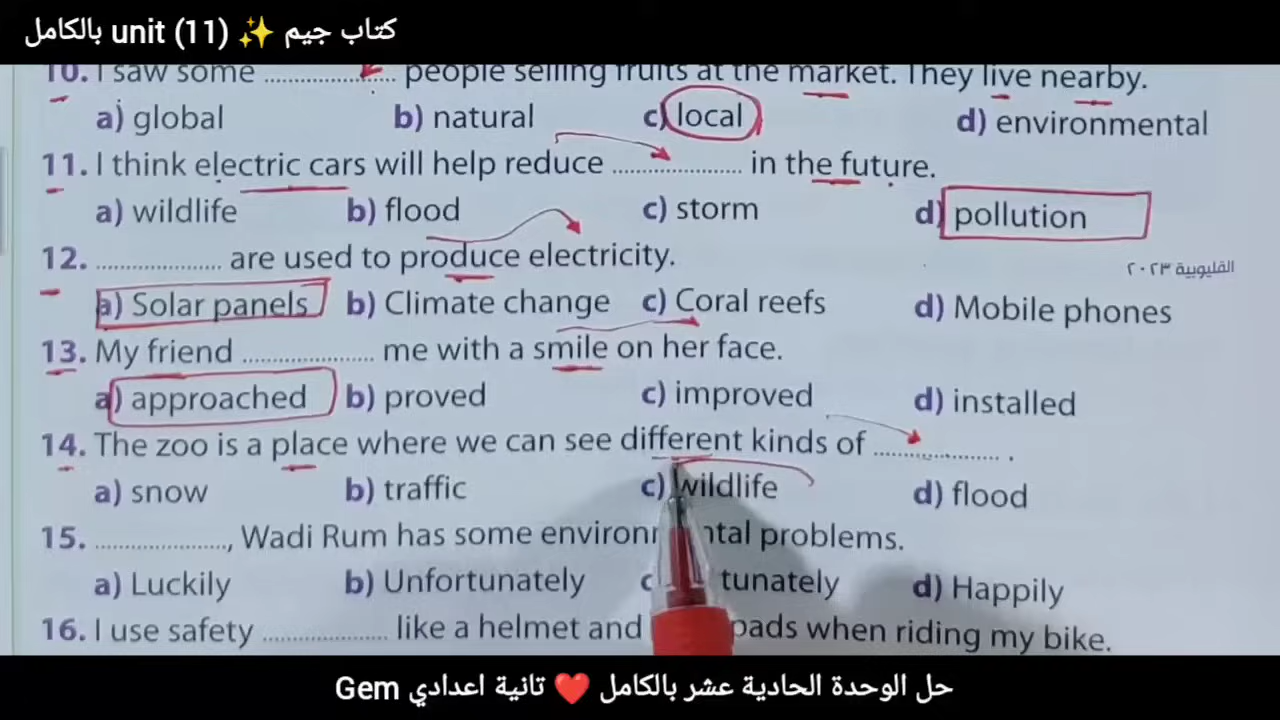 كتاب جيم ✨ unit (11) بالكامل
10. I saw some .................... people selling fruits at the market. They live nearby.
a) global b) natural c) local d) environmental
11. I think electric cars will help reduce .................... in the future.
a) wildlife b) flood c) storm d) pollution
12. .................... are used to produce electricity. القليوبية ٢٠٢٣
a) Solar panels b) Climate change c) Coral reefs d) Mobile phones
13. My friend .................... me with a smile on her face.
a) approached b) proved c) improved d) installed
14. The zoo is a place where we can see different kinds of .................... .
a) snow b) traffic c) wildlife d) flood
15. ...................., Wadi Rum has some environmental problems.
a) Luckily b) Unfortunately c tunately d) Happily
16. I use safety .................... like a helmet and pads when riding my bike.
حل الوحدة الحادية عشر بالكامل ❤️ تانية اعدادي Gem